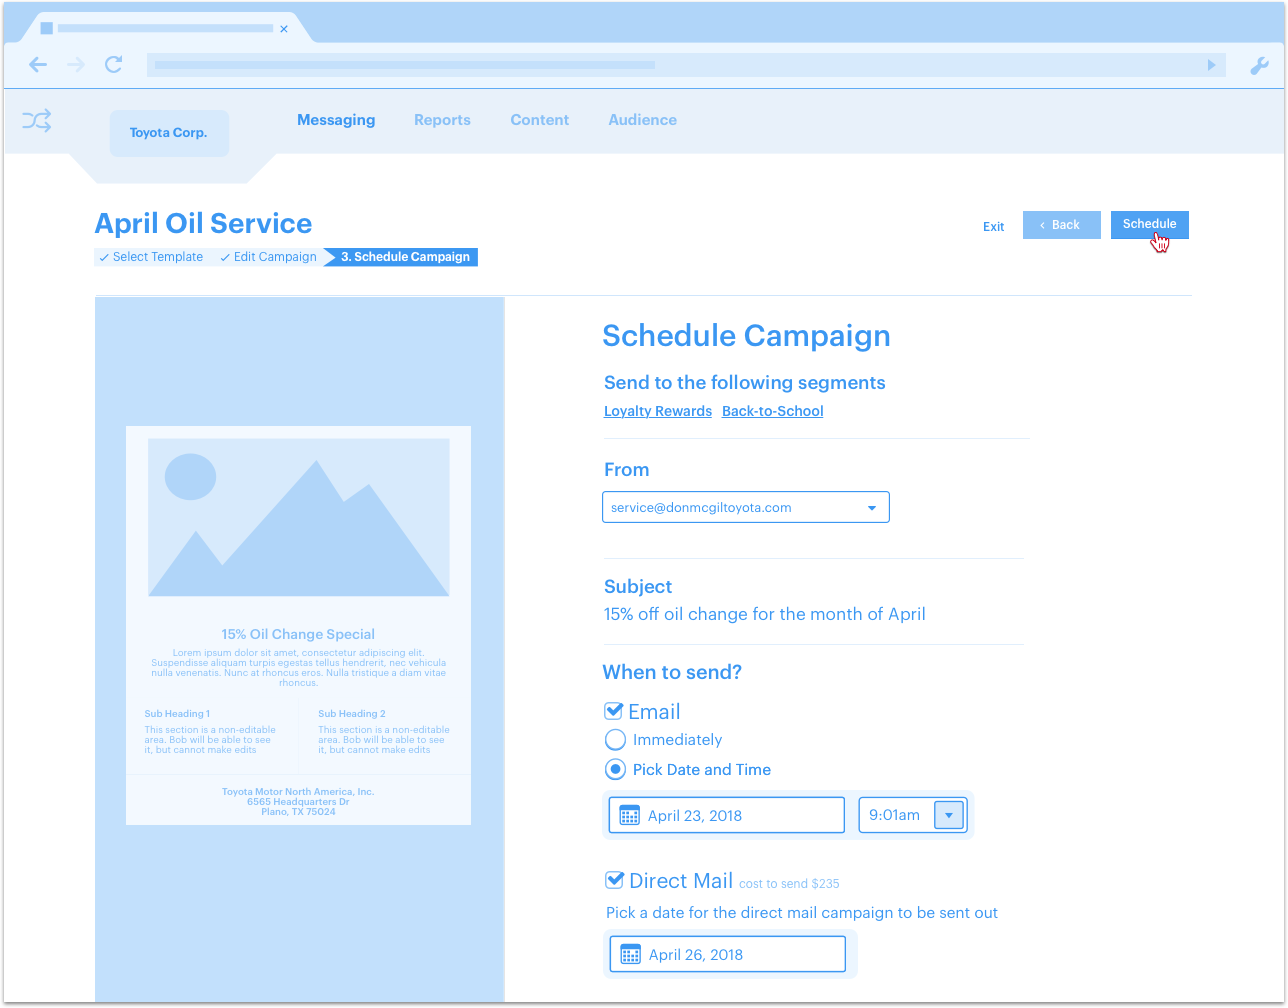 Toyota Corp.
Messaging Reports Content Audience
April Oil Service
Exit
‹ Back
Schedule
Select Template Edit Campaign 3. Schedule Campaign
15% Oil Change Special
Lorem ipsum dolor sit amet, consectetur adipiscing elit.
Suspendisse aliquam turpis egestas tellus hendrerit, nec vehicula
nulla venenatis. Nunc at rhoncus eros. Nulla tristique a diam vitae
rhoncus.
Sub Heading 1
This section is a non-editable
area. Bob will be able to see
it, but cannot make edits
Sub Heading 2
This section is a non-editable
area. Bob will be able to see
it, but cannot make edits
Toyota Motor North America, Inc.
6565 Headquarters Dr
Plano, TX 75024
Schedule Campaign
Send to the following segments
Loyalty Rewards Back-to-School
From
service@donmcgiltoyota.com
Subject
15% off oil change for the month of April
When to send?
Email
Immediately
Pick Date and Time
April 23, 2018 9:01am
Direct Mail cost to send $235
Pick a date for the direct mail campaign to be sent out
April 26, 2018